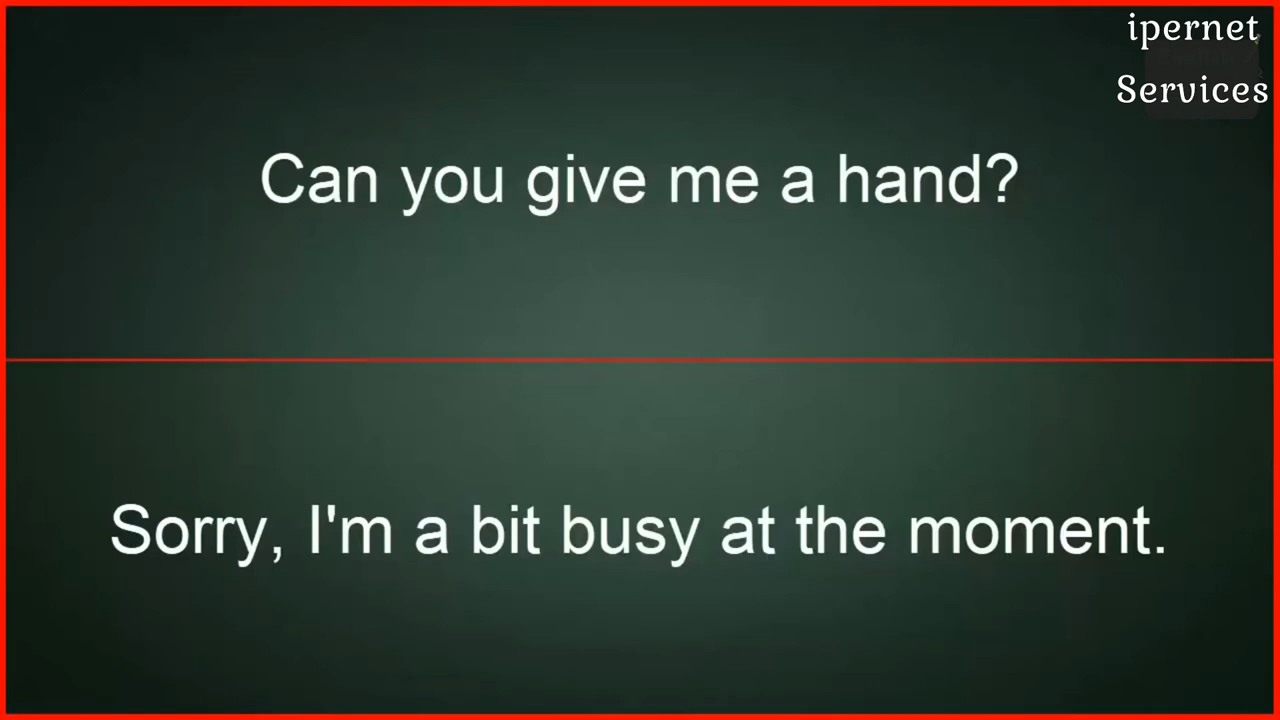 ipernet
Services
Can you give me a hand?
Sorry, I'm a bit busy at the moment.